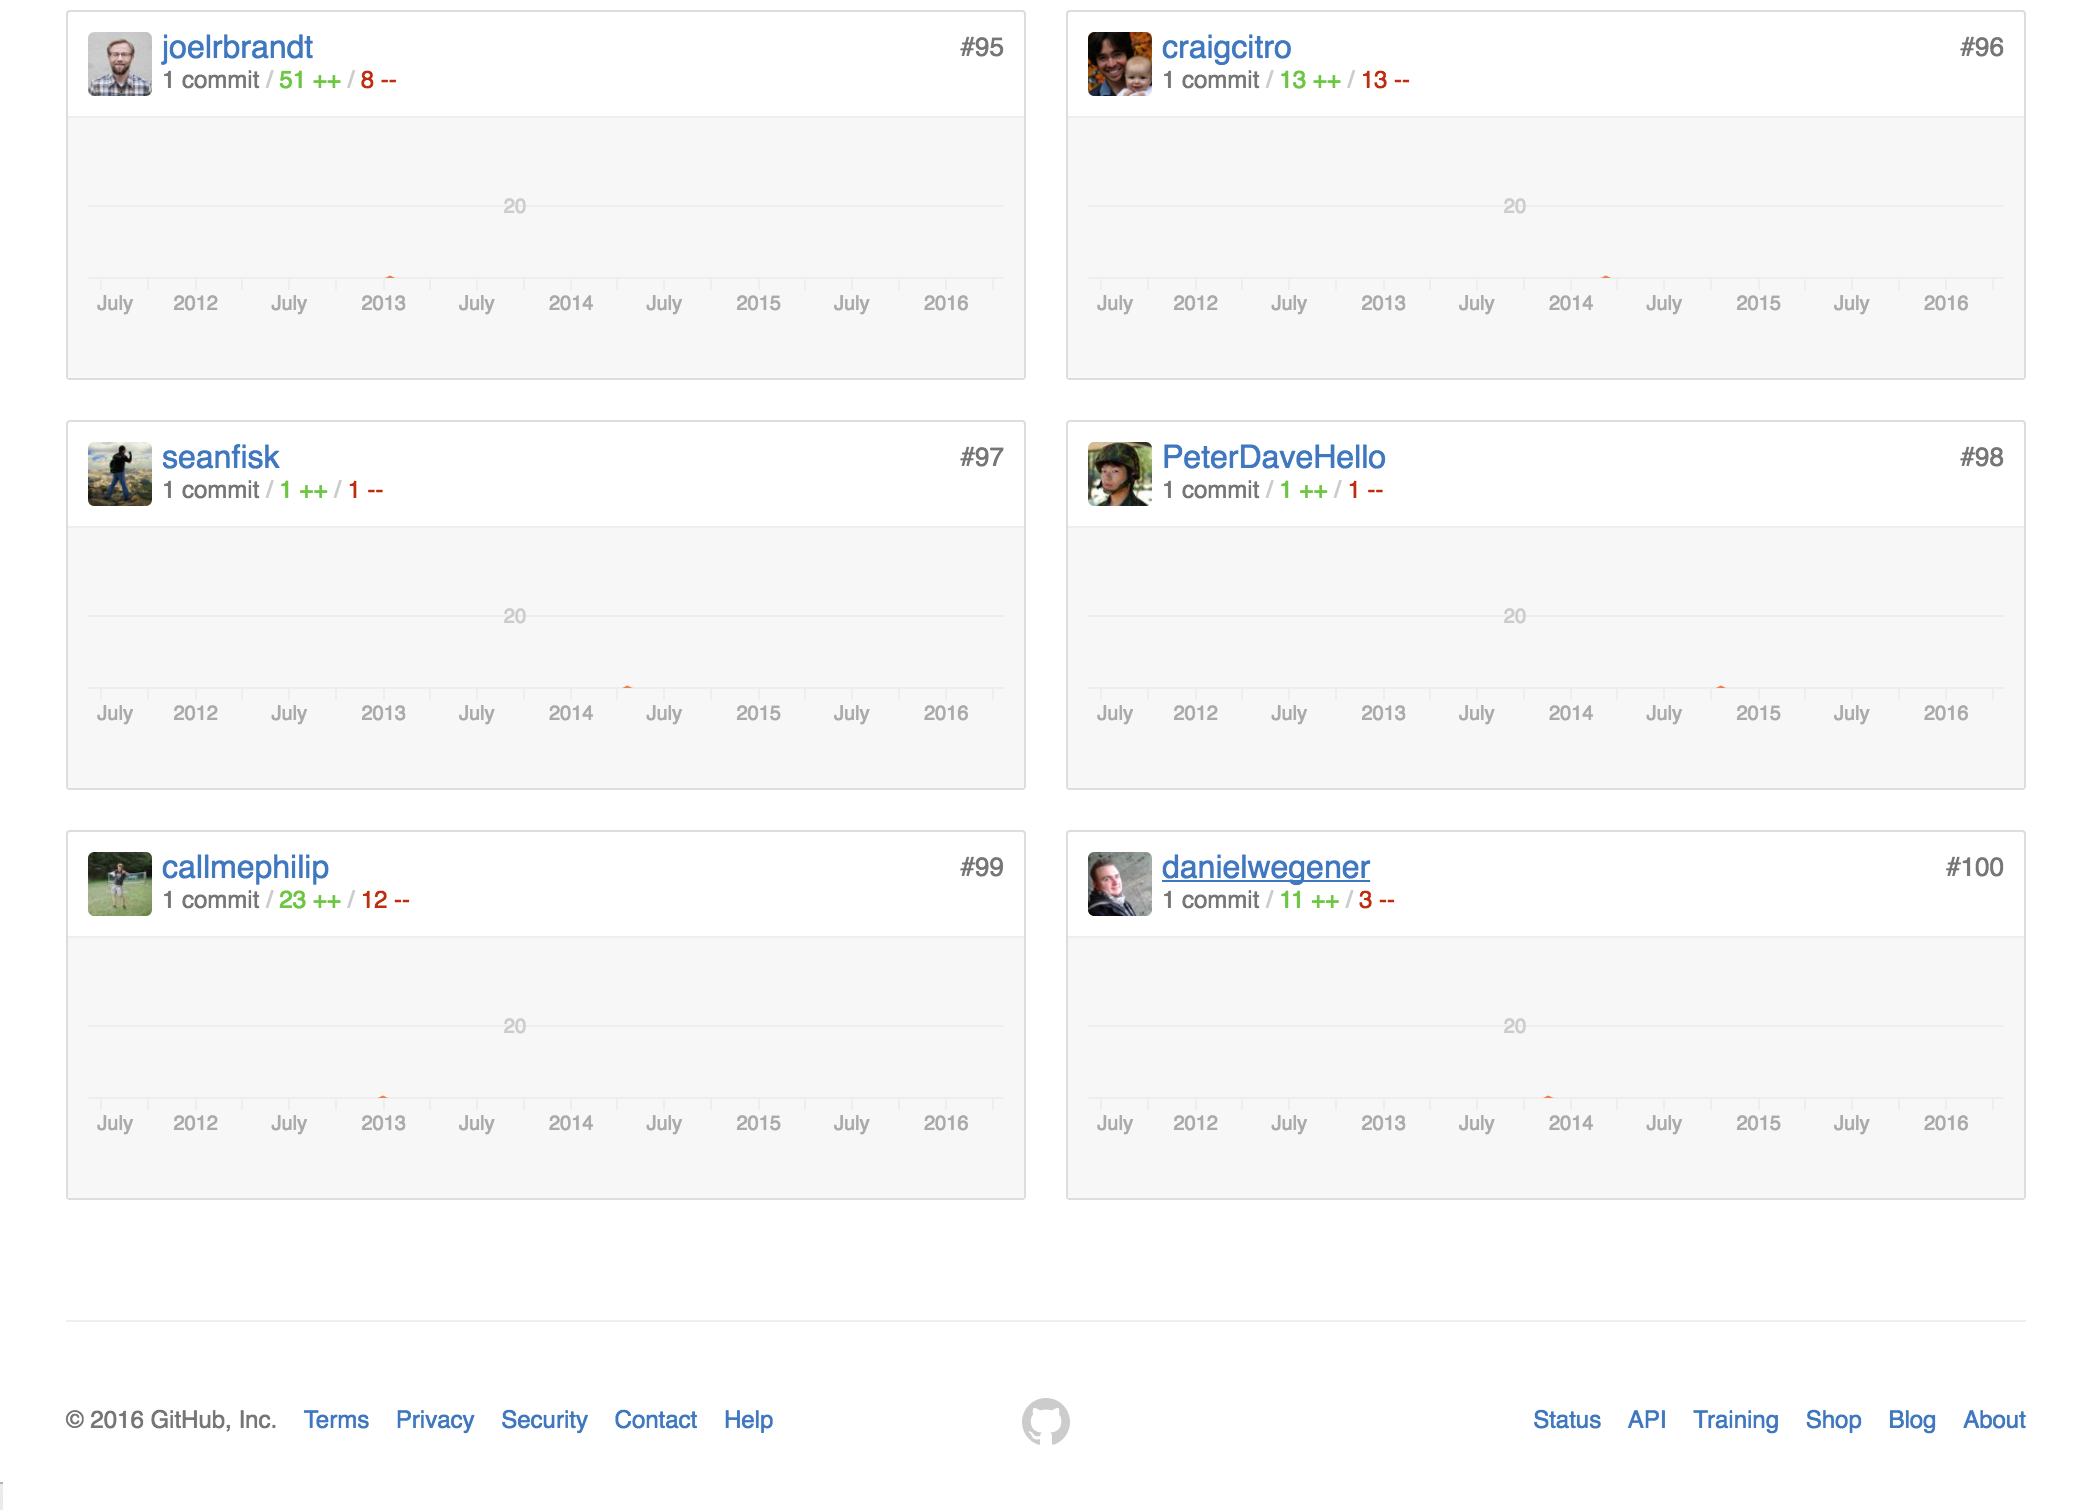 joelrbrandt #95
1 commit / 51 ++ / 8 --
20
July 2012 July 2013 July 2014 July 2015 July 2016
craigcitro #96
1 commit / 13 ++ / 13 --
20
July 2012 July 2013 July 2014 July 2015 July 2016
seanfisk #97
1 commit / 1 ++ / 1 --
20
July 2012 July 2013 July 2014 July 2015 July 2016
PeterDaveHello #98
1 commit / 1 ++ / 1 --
20
July 2012 July 2013 July 2014 July 2015 July 2016
callmephilip #99
1 commit / 23 ++ / 12 --
20
July 2012 July 2013 July 2014 July 2015 July 2016
danielwegener #100
1 commit / 11 ++ / 3 --
20
July 2012 July 2013 July 2014 July 2015 July 2016
© 2016 GitHub, Inc. Terms Privacy Security Contact Help Status API Training Shop Blog About